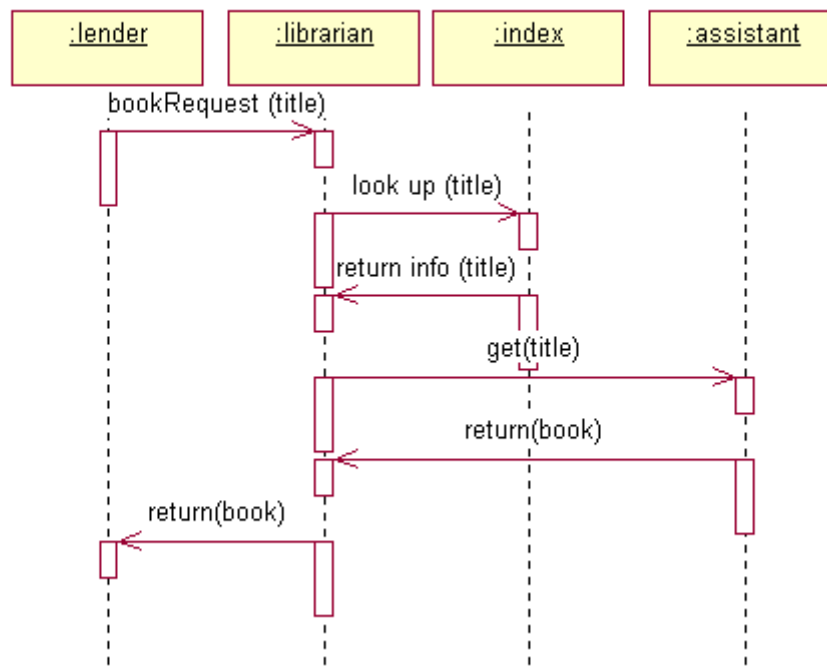 :lender
:librarian
:index
:assistant
bookRequest (title)
look up (title)
return info (title)
get(title)
return(book)
return(book)